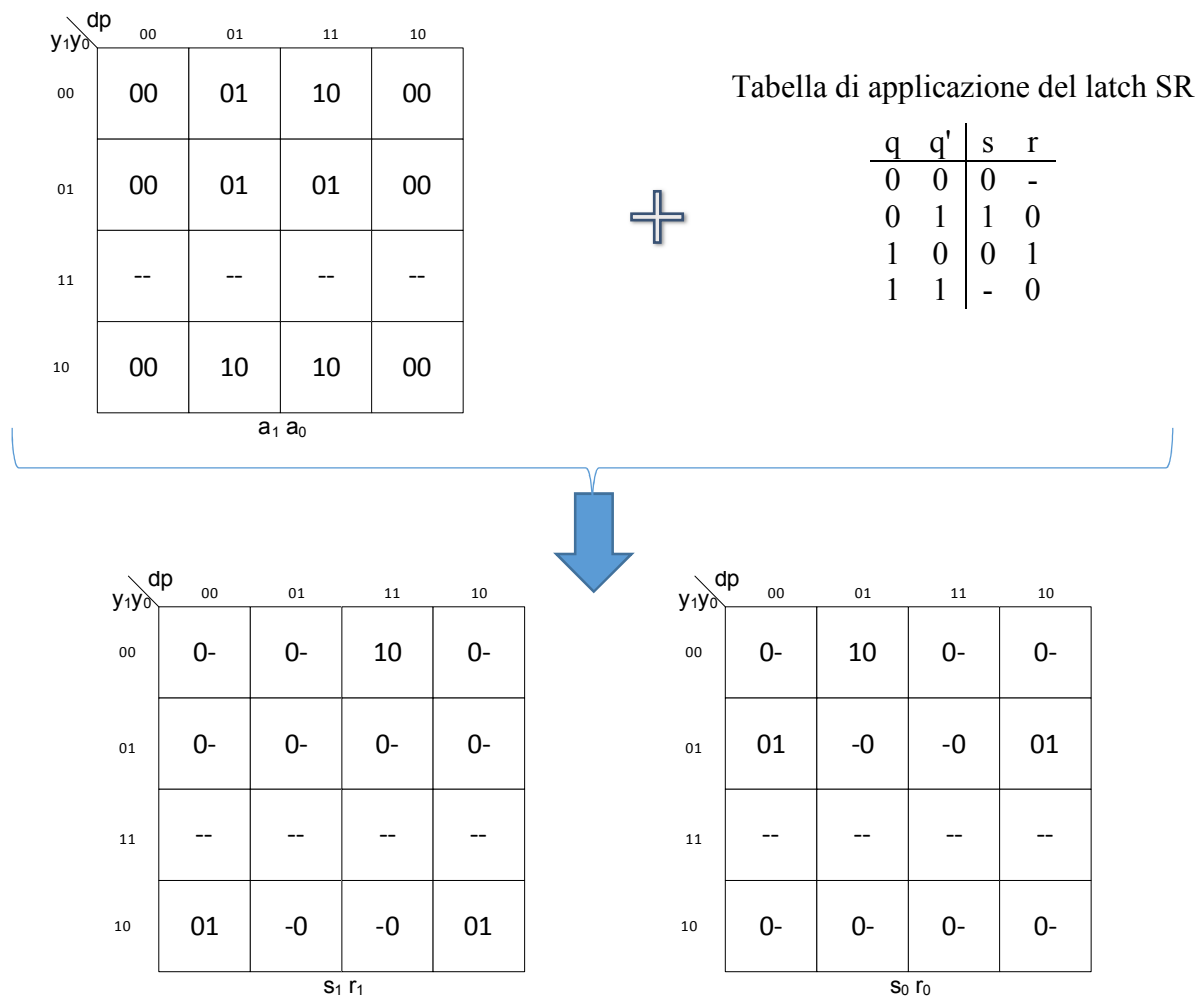 dp
y₁y₀ 00 01 11 10
00 00 01 10 00
01 00 01 01 00
11 -- -- -- --
10 00 10 10 00
a₁ a₀
Tabella di applicazione del latch SR
q q' s r
0 0 0 -
0 1 1 0
1 0 0 1
1 1 - 0
dp
y₁y₀ 00 01 11 10
00 0- 0- 10 0-
01 0- 0- 0- 0-
11 -- -- -- --
10 01 -0 -0 01
s₁ r₁
dp
y₁y₀ 00 01 11 10
00 0- 10 0- 0-
01 01 -0 -0 01
11 -- -- -- --
10 0- 0- 0- 0-
s₀ r₀